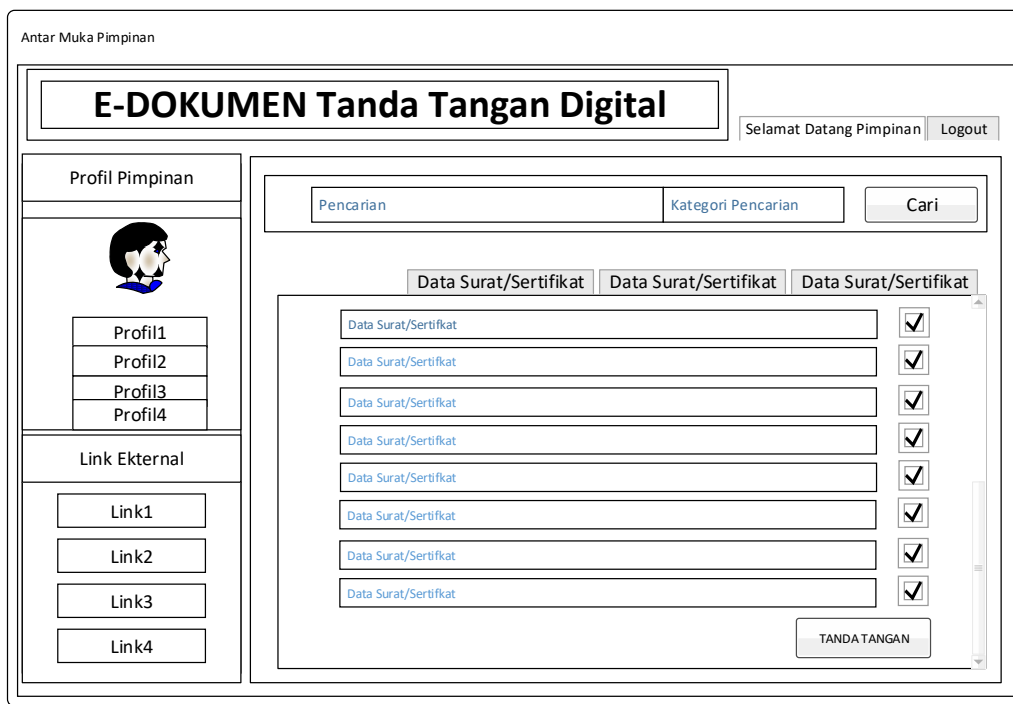 Antar Muka Pimpinan
E-DOKUMEN Tanda Tangan Digital
Selamat Datang Pimpinan
Logout
Profil Pimpinan
Profil1
Profil2
Profil3
Profil4
Link Ekternal
Link1
Link2
Link3
Link4
Pencarian
Kategori Pencarian
Cari
Data Surat/Sertifikat
Data Surat/Sertifikat
Data Surat/Sertifikat
Data Surat/Sertifkat
Data Surat/Sertifkat
Data Surat/Sertifkat
Data Surat/Sertifkat
Data Surat/Sertifkat
Data Surat/Sertifkat
Data Surat/Sertifkat
Data Surat/Sertifkat
TANDA TANGAN